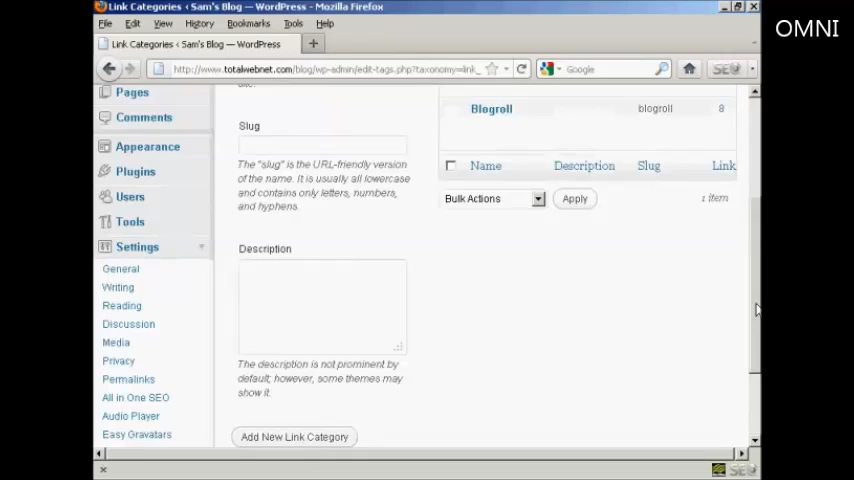 Link Categories ‹ Sam's Blog — WordPress - Mozilla Firefox
OMNI
File Edit View History Bookmarks Tools Help
Link Categories ‹ Sam's Blog — WordPress
http://www.totalwebnet.com/blog/wp-admin/edit-tags.php?taxonomy=link_
Google
SEO
Pages
site.
Blogroll blogroll 8
Comments
Slug
Appearance
The "slug" is the URL-friendly version
of the name. It is usually all lowercase
and contains only letters, numbers,
and hyphens.
Name Description Slug Link
Plugins
Users
Bulk Actions Apply 1 item
Tools
Settings
Description
General
Writing
Reading
Discussion
Media
Privacy
The description is not prominent by
default; however, some themes may
show it.
Permalinks
All in One SEO
Audio Player
Easy Gravatars
Add New Link Category
SEO